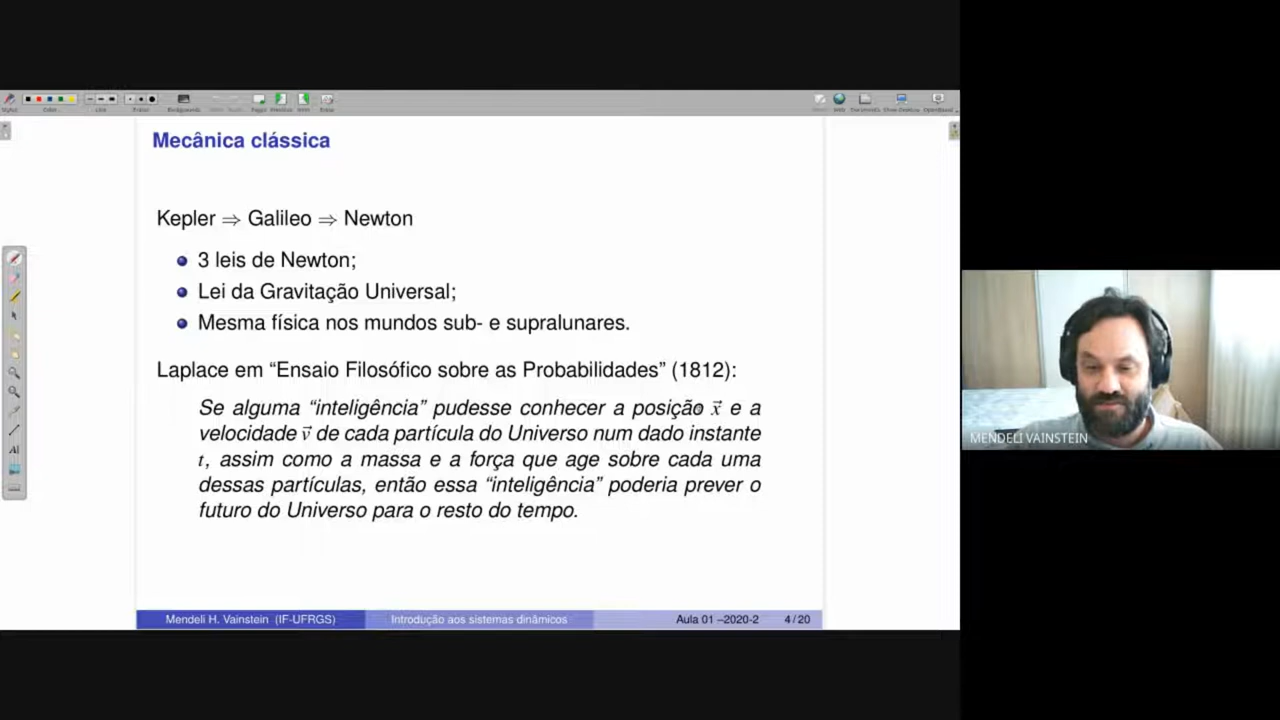 Mecânica clássica
Kepler ⇒ Galileo ⇒ Newton
3 leis de Newton;
Lei da Gravitação Universal;
Mesma física nos mundos sub- e supralunares.
Laplace em “Ensaio Filosófico sobre as Probabilidades” (1812):
Se alguma “inteligência” pudesse conhecer a posição x⃗ e a
velocidade v⃗ de cada partícula do Universo num dado instante
t, assim como a massa e a força que age sobre cada uma
dessas partículas, então essa “inteligência” poderia prever o
futuro do Universo para o resto do tempo.
Mendeli H. Vainstein (IF-UFRGS) Introdução aos sistemas dinâmicos Aula 01 –2020-2 4 / 20
MENDELI VAINSTEIN